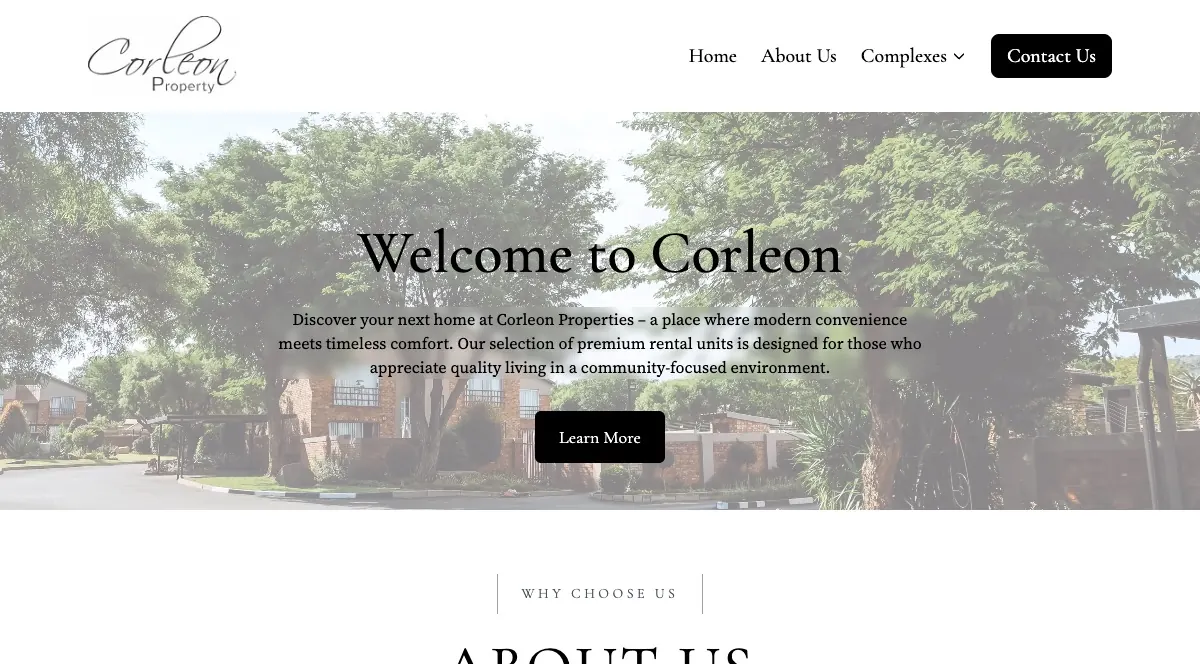 Corleon
Property
Home
About Us
Complexes
Contact Us
Welcome to Corleon
Discover your next home at Corleon Properties – a place where modern convenience
meets timeless comfort. Our selection of premium rental units is designed for those who
appreciate quality living in a community-focused environment.
Learn More
WHY CHOOSE US
ABOUT US